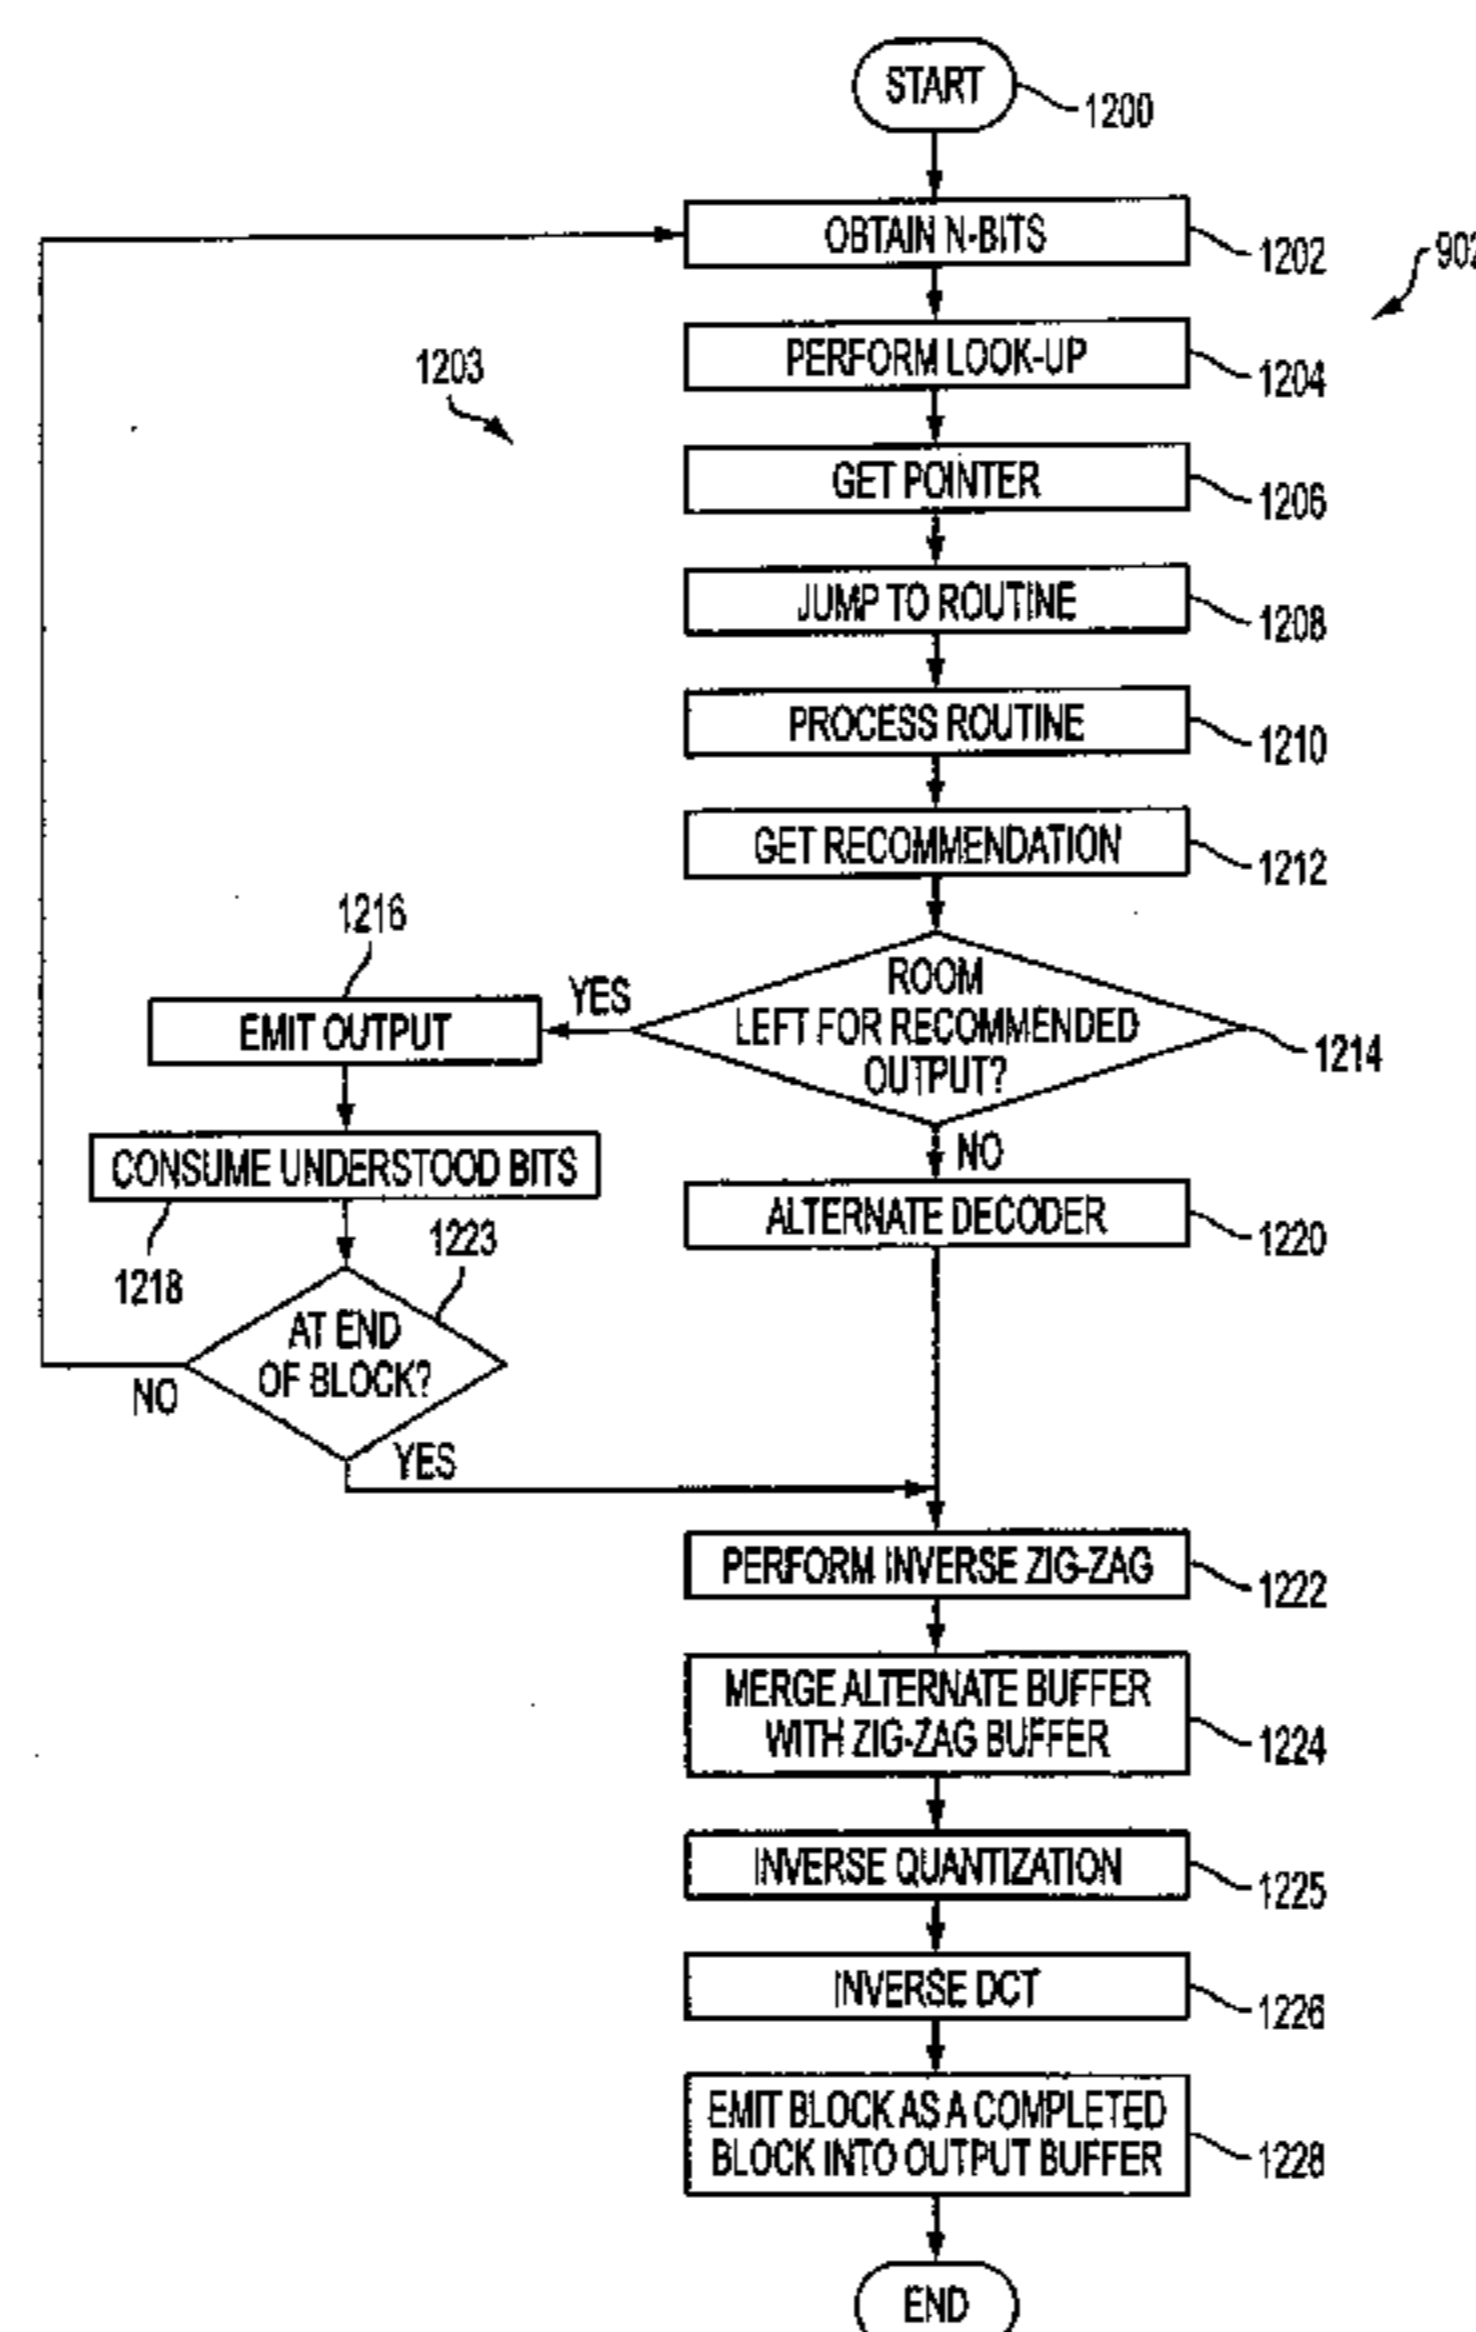 START
1200
OBTAIN N-BITS
1202
902
PERFORM LOOK-UP
1204
1203
GET POINTER
1206
JUMP TO ROUTINE
1208
PROCESS ROUTINE
1210
GET RECOMMENDATION
1212
1216
ROOM
LEFT FOR RECOMMENDED
OUTPUT?
1214
YES
EMIT OUTPUT
NO
CONSUME UNDERSTOOD BITS
1218
ALTERNATE DECODER
1220
1223
AT END
OF BLOCK?
NO
YES
PERFORM INVERSE ZIG-ZAG
1222
MERGE ALTERNATE BUFFER
WITH ZIG-ZAG BUFFER
1224
INVERSE QUANTIZATION
1225
INVERSE DCT
1226
EMIT BLOCK AS A COMPLETED
BLOCK INTO OUTPUT BUFFER
1228
END